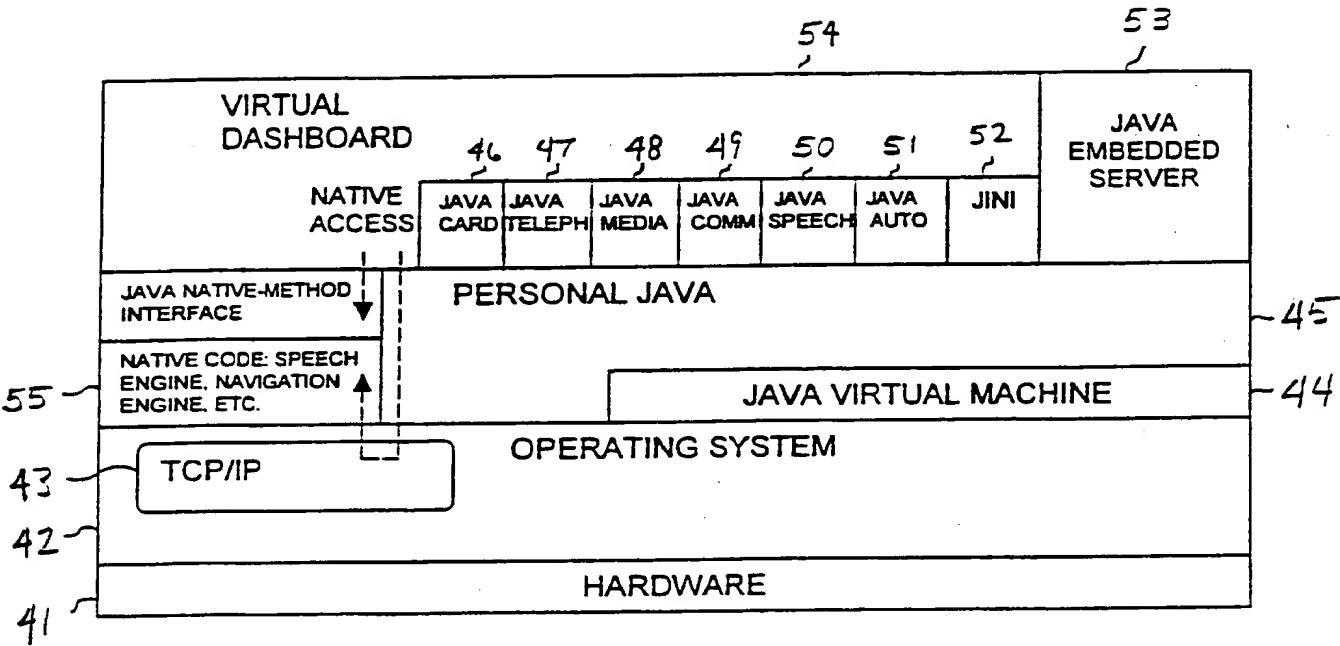 54
53
VIRTUAL
DASHBOARD
JAVA
EMBEDDED
SERVER
46
47
48
49
50
51
52
NATIVE
ACCESS
JAVA
CARD
JAVA
TELEPH
JAVA
MEDIA
JAVA
COMM
JAVA
SPEECH
JAVA
AUTO
JINI
JAVA NATIVE-METHOD
INTERFACE
PERSONAL JAVA
45
NATIVE CODE: SPEECH
ENGINE, NAVIGATION
ENGINE, ETC.
55
JAVA VIRTUAL MACHINE
44
OPERATING SYSTEM
TCP/IP
43
42
HARDWARE
41